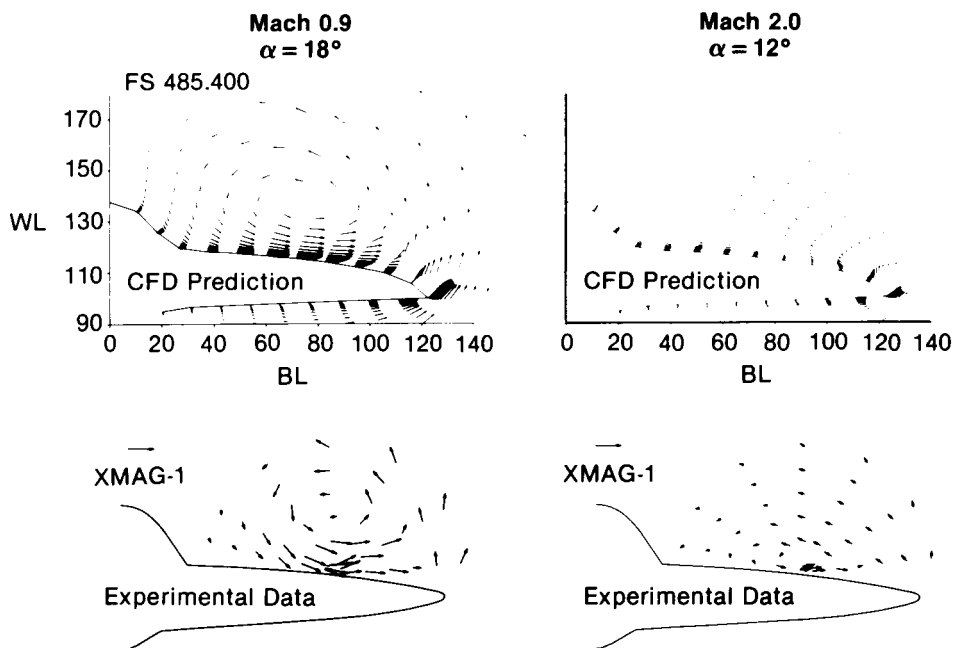 Mach 0.9
α = 18°
FS 485.400
170
150
WL
130
110
90
CFD Prediction
0 20 40 60 80 100 120 140
BL
Mach 2.0
α = 12°
CFD Prediction
0 20 40 60 80 100 120 140
BL
XMAG-1
Experimental Data
XMAG-1
Experimental Data